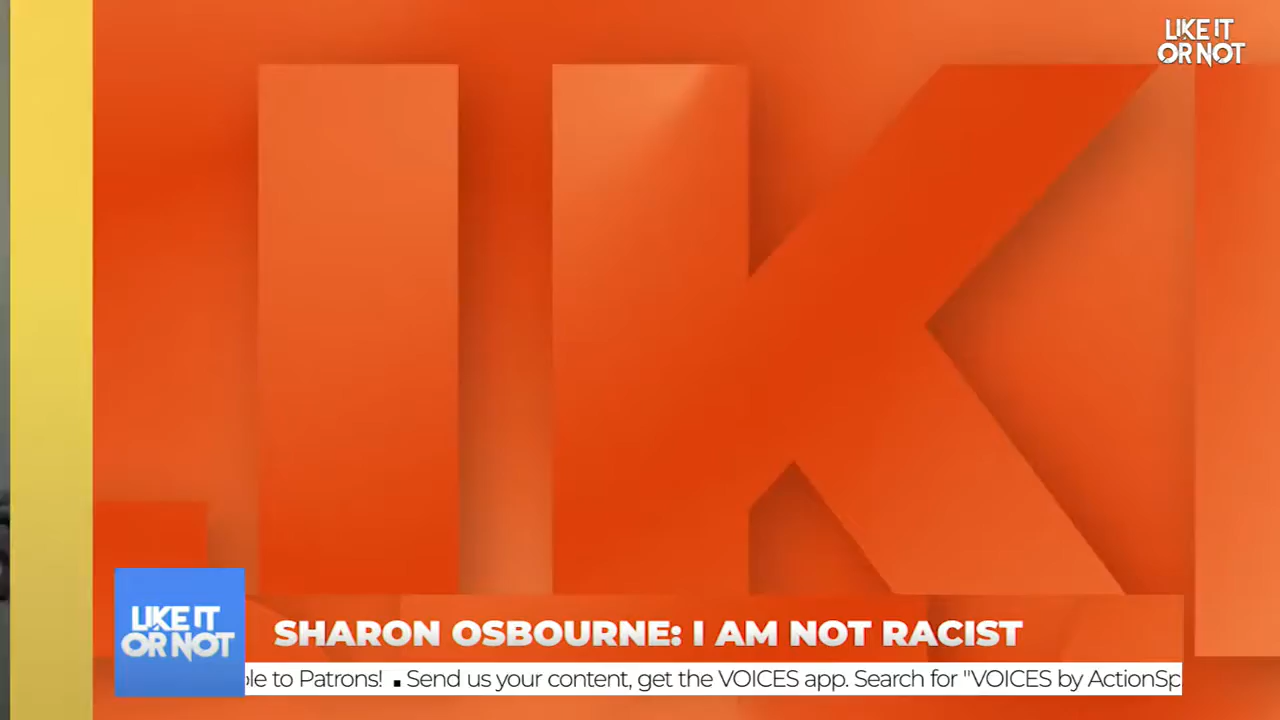 LIKE IT
OR NOT
IK
LIKE IT
OR NOT
SHARON OSBOURNE: I AM NOT RACIST
to Patrons! ▪ Send us your content, get the VOICES app. Search for "VOICES by